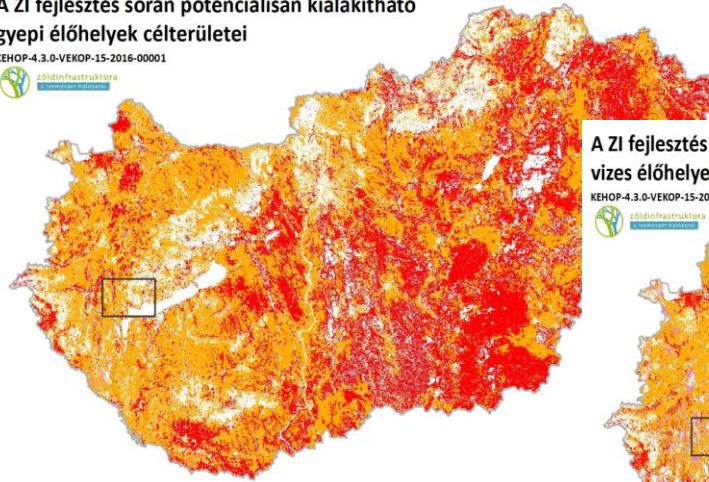 A ZI fejlesztés során potenciálisan kialakítható
gyepi élőhelyek célterületei
KEHOP-4.3.0-VEKOP-15-2016-00001
zöldinfrastruktúra
A ZI fejlesztés
vizes élőhelye
KEHOP-4.3.0-VEKOP-15-20
zöldinfrastruktúra